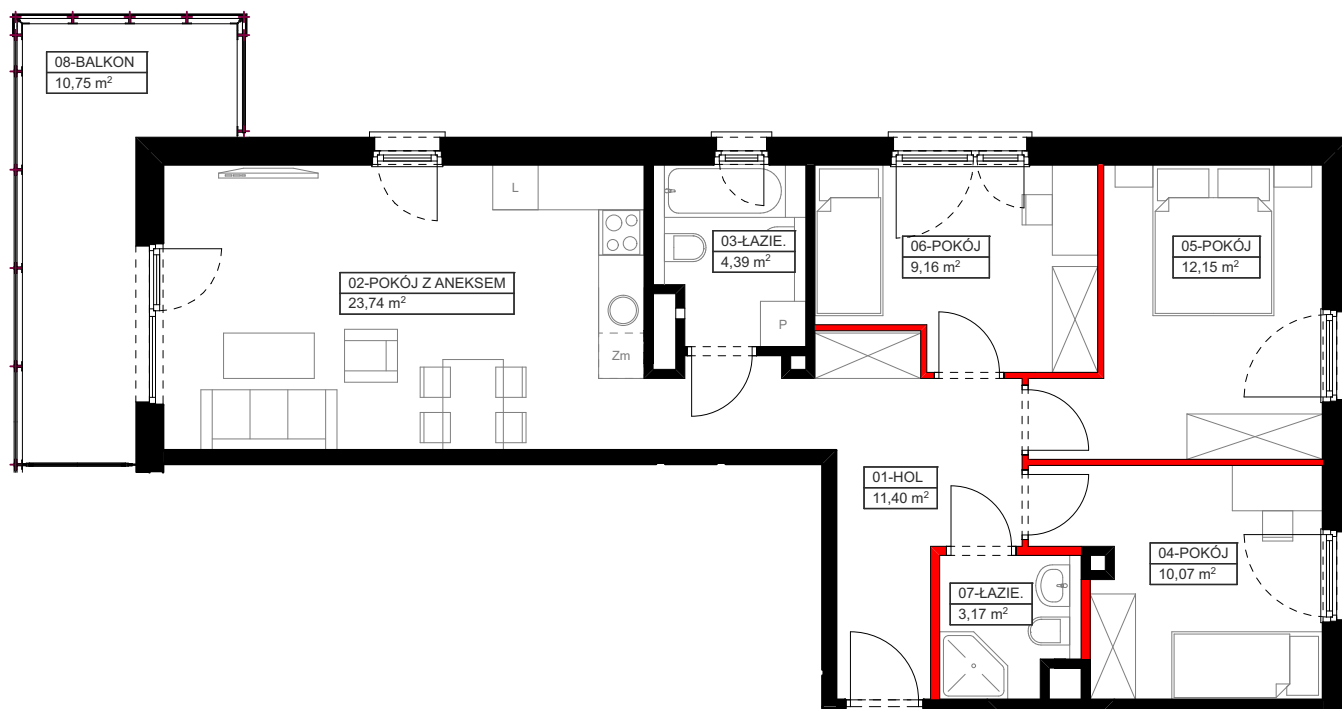 08-BALKON
10,75 m²
L
03-ŁAZIE.
4,39 m²
06-POKÓJ
9,16 m²
05-POKÓJ
12,15 m²
02-POKÓJ Z ANEKSEM
23,74 m²
P
Zm
01-HOL
11,40 m²
04-POKÓJ
10,07 m²
07-ŁAZIE.
3,17 m²